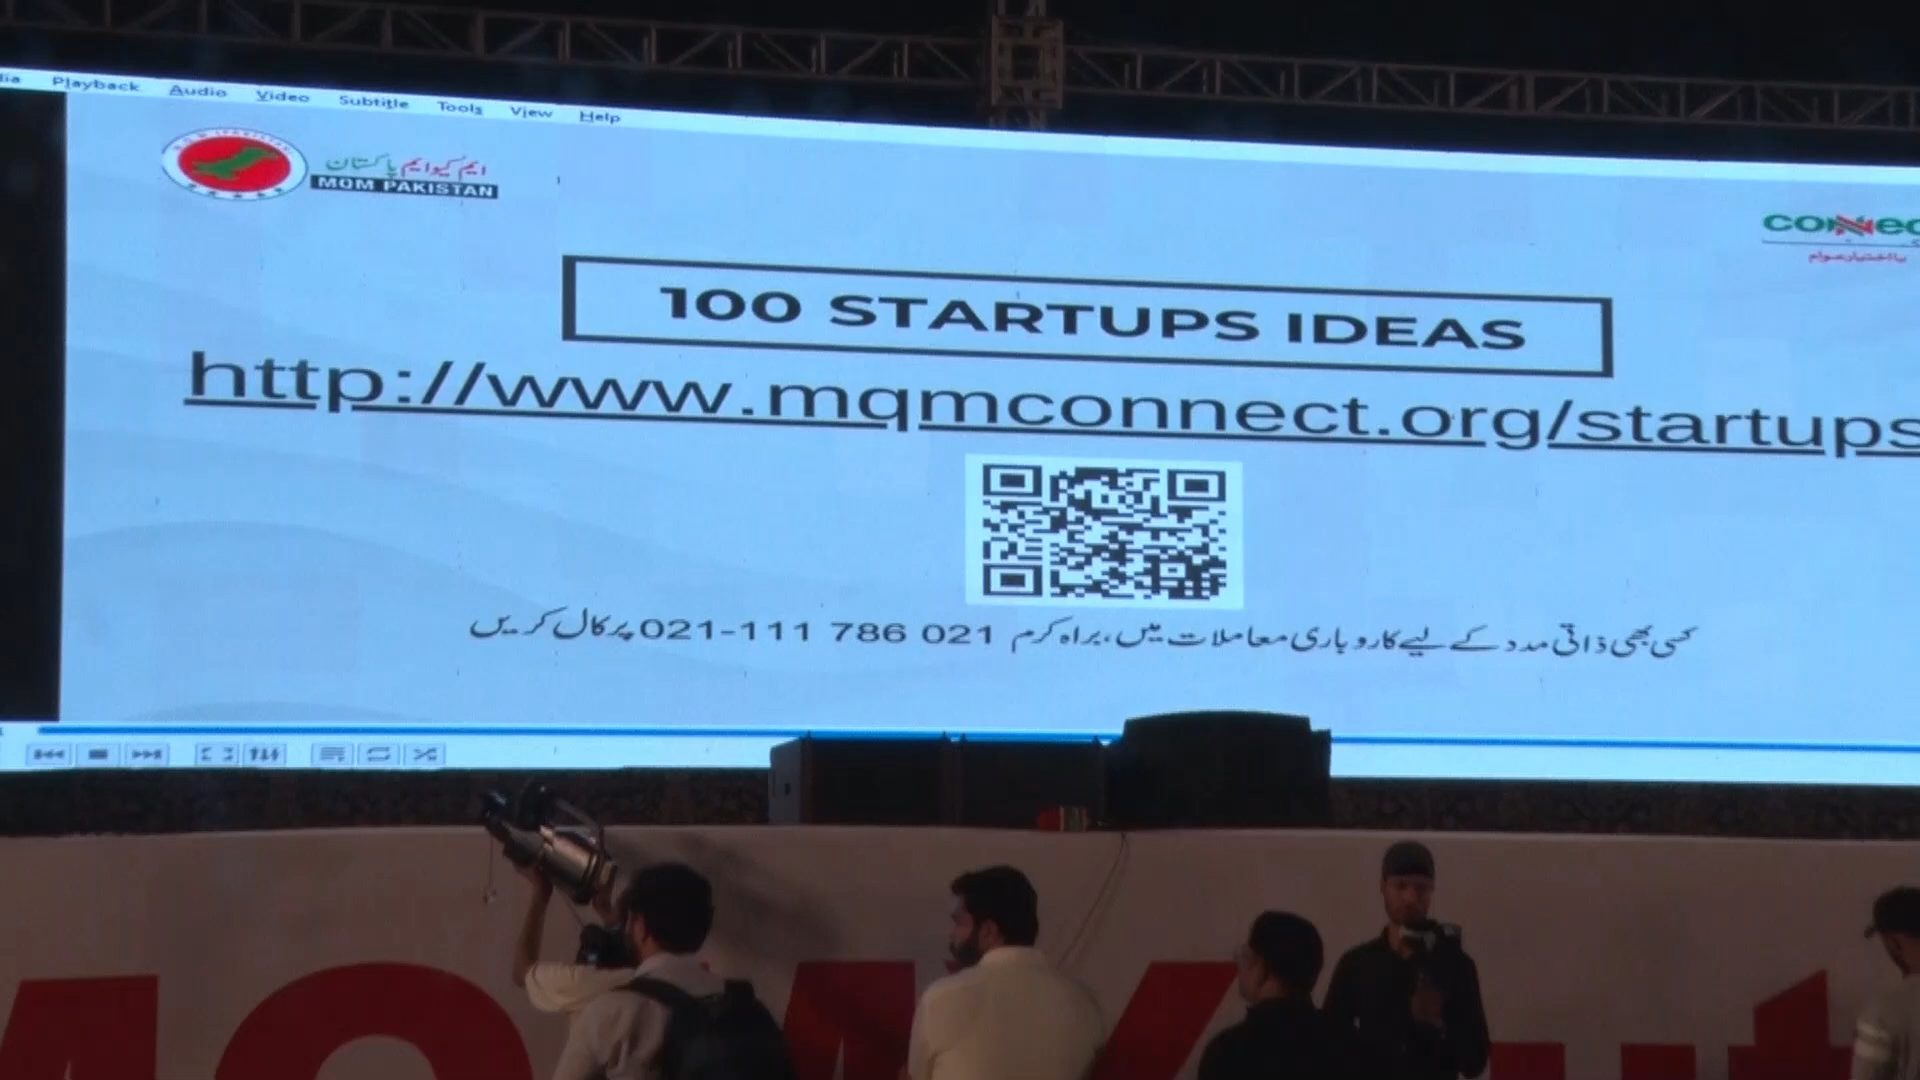 Playback Audio Video Subtitle Tools View Help
ایم کیو ایم پاکستان
MQM PAKISTAN
بااختیار عوام
100 STARTUPS IDEAS
http://www.mqmconnect.org/startups
کسی بھی ذاتی مدد کے لیے کاروباری معاملات میں، براہ کرم 021 786 111-021 پر کال کریں